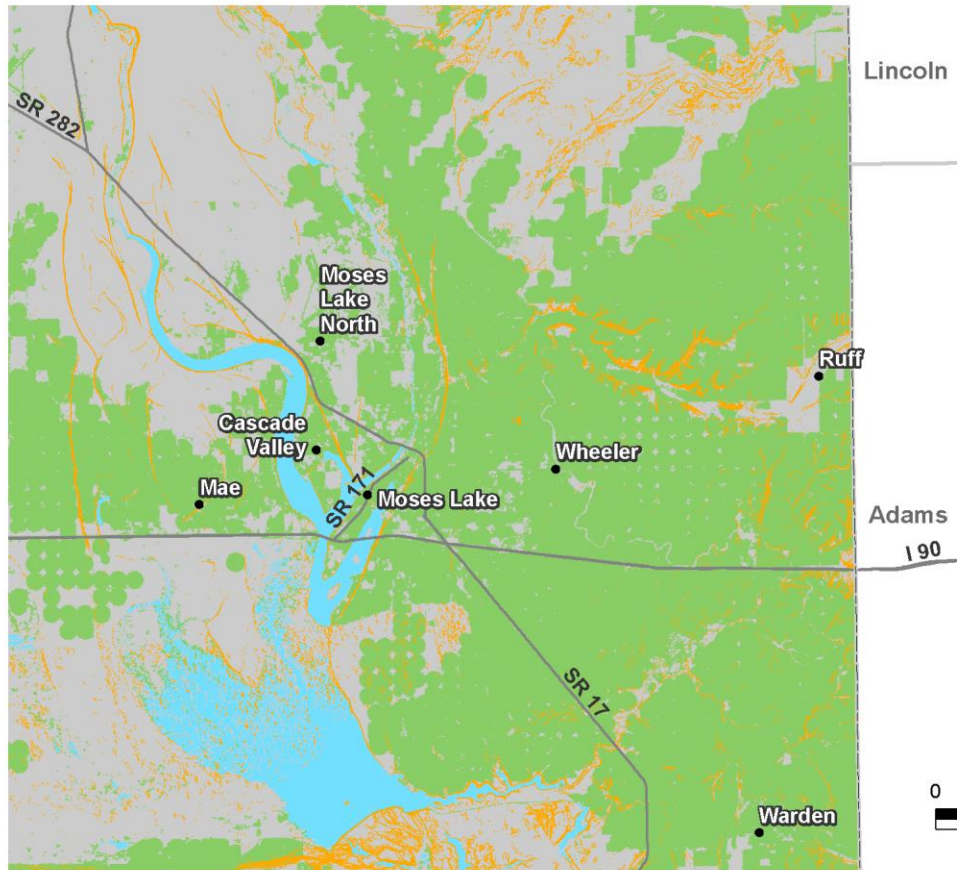 Lincoln
SR 282
Moses
Lake
North
Ruff
Cascade
Valley
Wheeler
Mae
SR 171
Moses Lake
Adams
I 90
SR 17
0
Warden